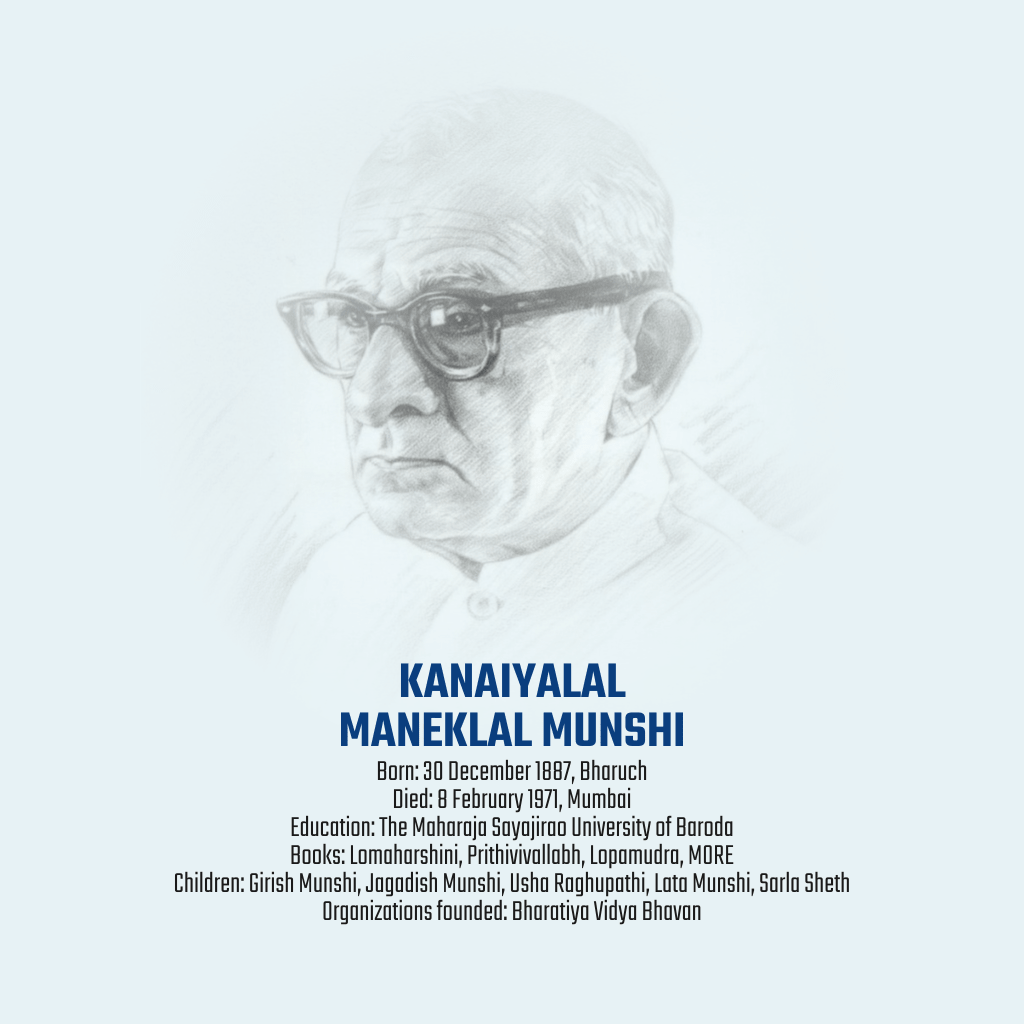 KANAIYALAL
MANEKLAL MUNSHI
Born: 30 December 1887, Bharuch
Died: 8 February 1971, Mumbai
Education: The Maharaja Sayajirao University of Baroda
Books: Lomaharshini, Prithivivallabh, Lopamudra, MORE
Children: Girish Munshi, Jagadish Munshi, Usha Raghupathi, Lata Munshi, Sarla Sheth
Organizations founded: Bharatiya Vidya Bhavan